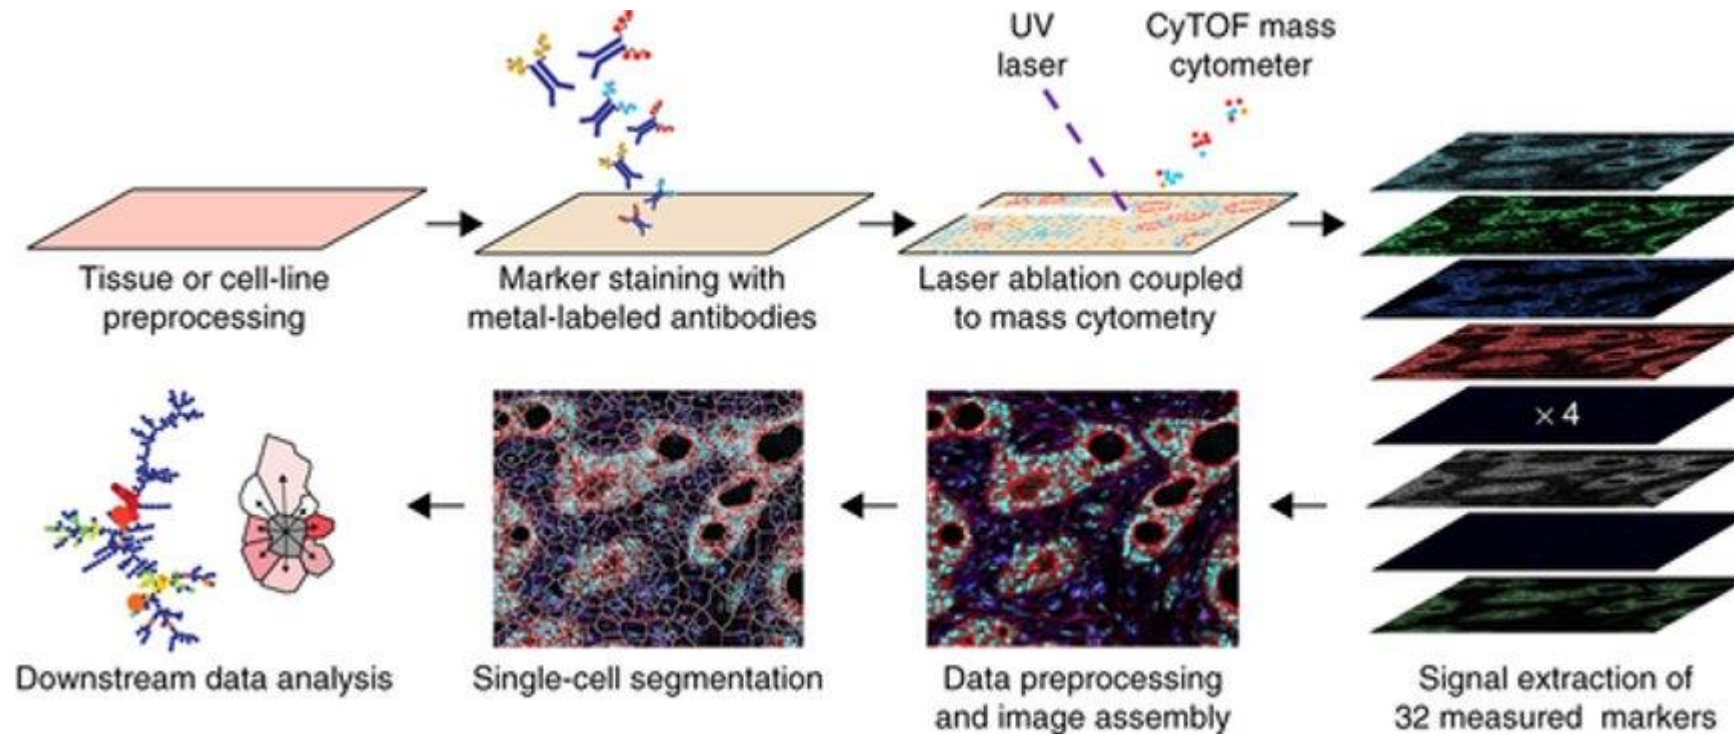 UV
laser
CyTOF mass
cytometer
Tissue or cell-line
preprocessing
Marker staining with
metal-labeled antibodies
Laser ablation coupled
to mass cytometry
× 4
Signal extraction of
32 measured markers
Data preprocessing
and image assembly
Single-cell segmentation
Downstream data analysis